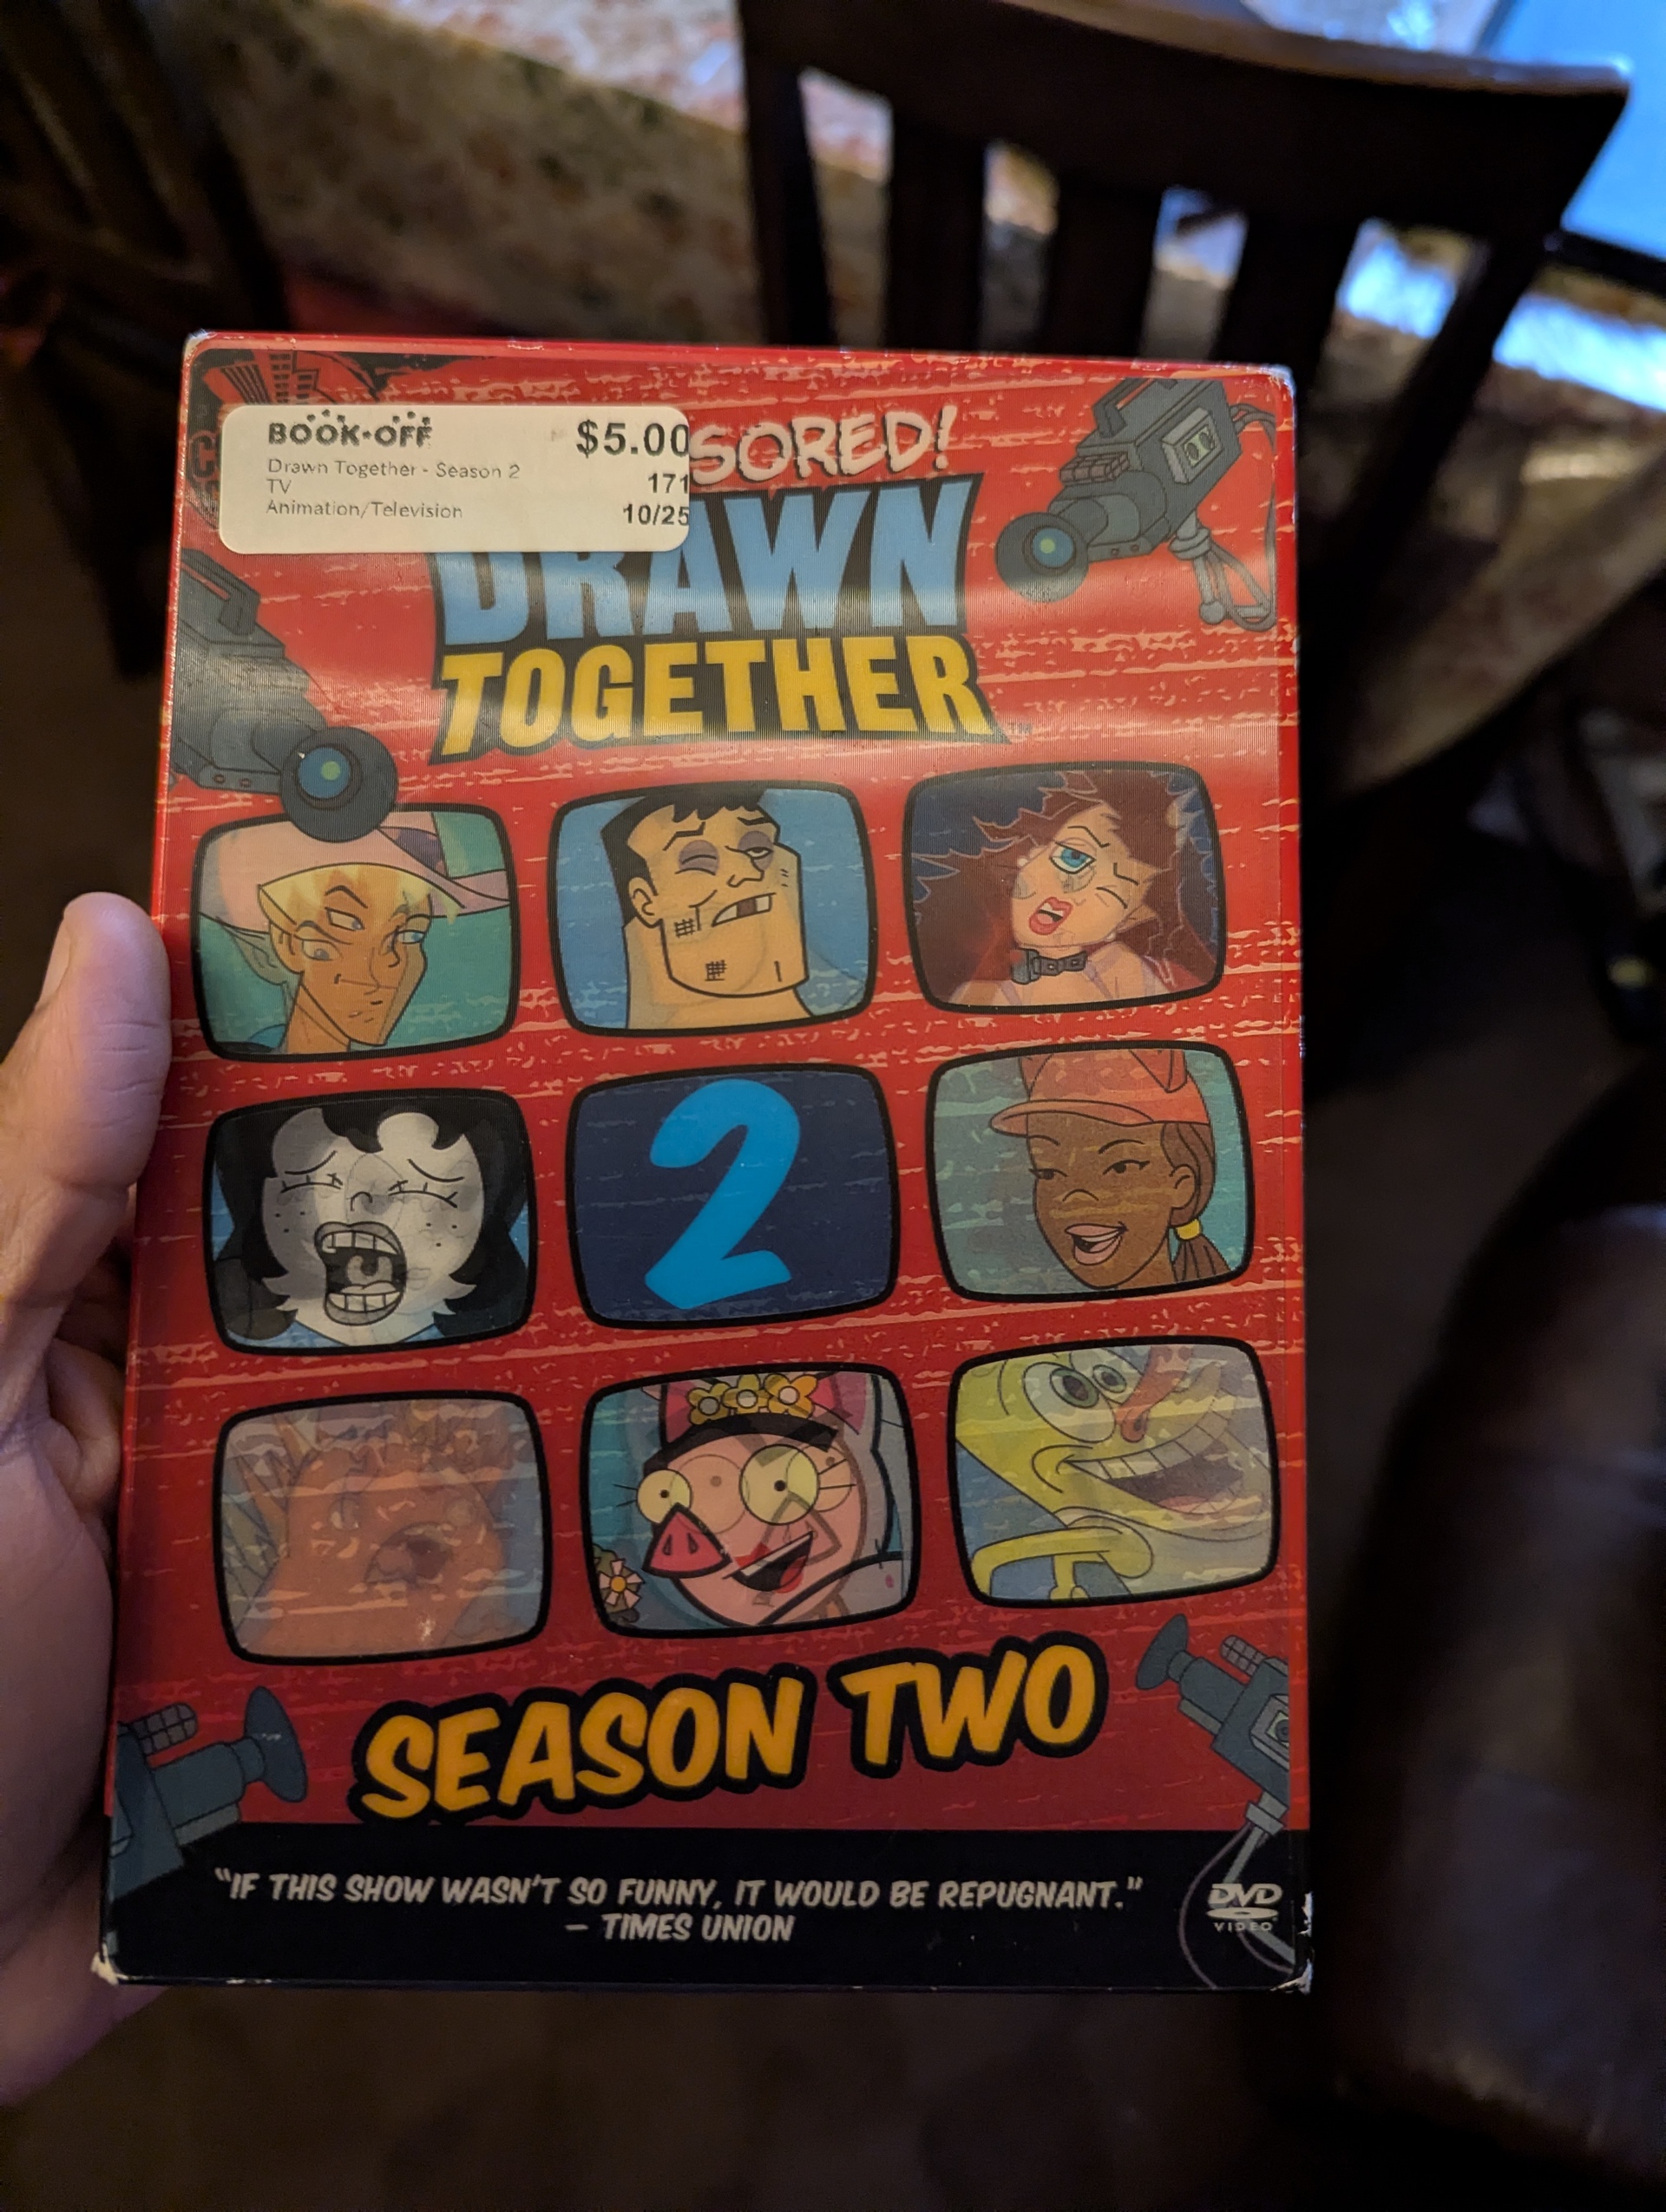 BOOK•OFF
$5.00
Drawn Together - Season 2
TV
171
Animation/Television
10/25
SORED!
DRAWN
TOGETHER™
2
SEASON TWO
"IF THIS SHOW WASN'T SO FUNNY, IT WOULD BE REPUGNANT."
– TIMES UNION
DVD
VIDEO